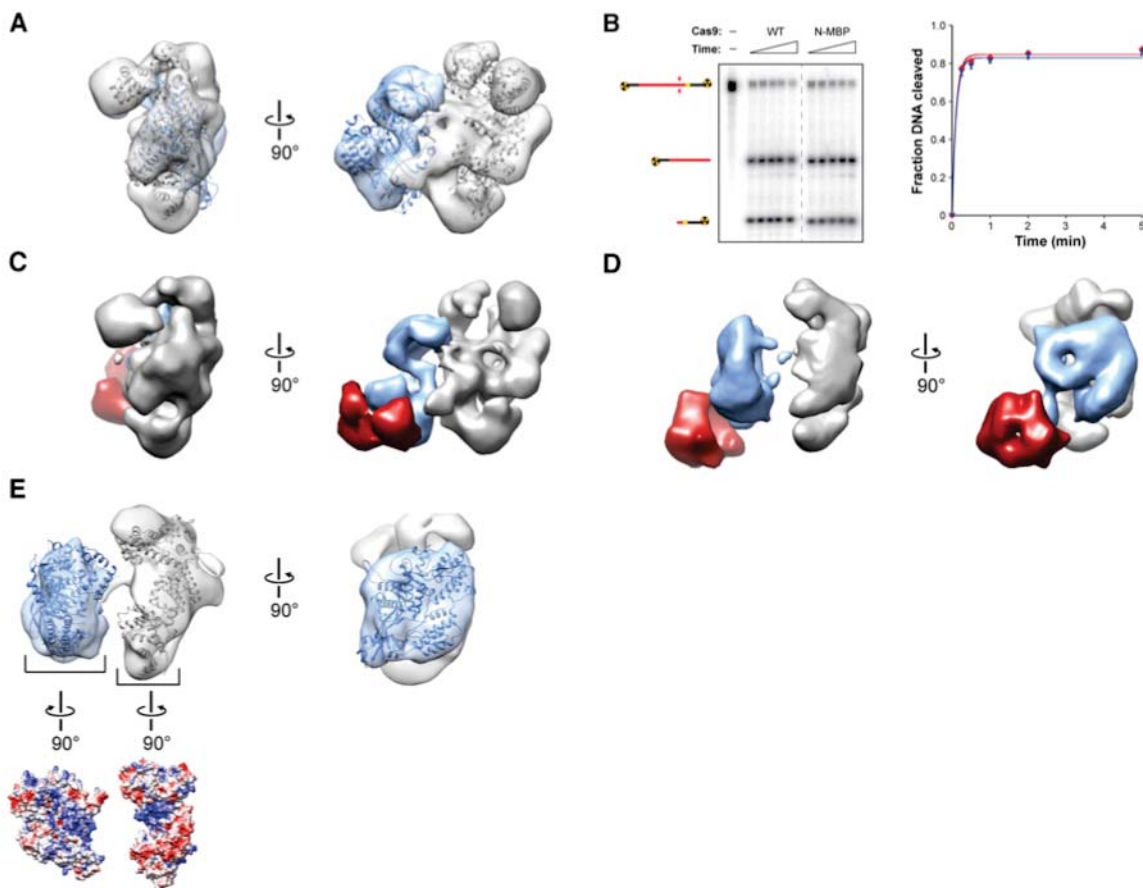 A
90°
B
Cas9: – WT N-MBP
Time: –
Fraction DNA cleaved
1.0
0.8
0.6
0.4
0.2
0
0 1 2 3 4 5
Time (min)
C
90°
D
90°
E
90°
90° 90°